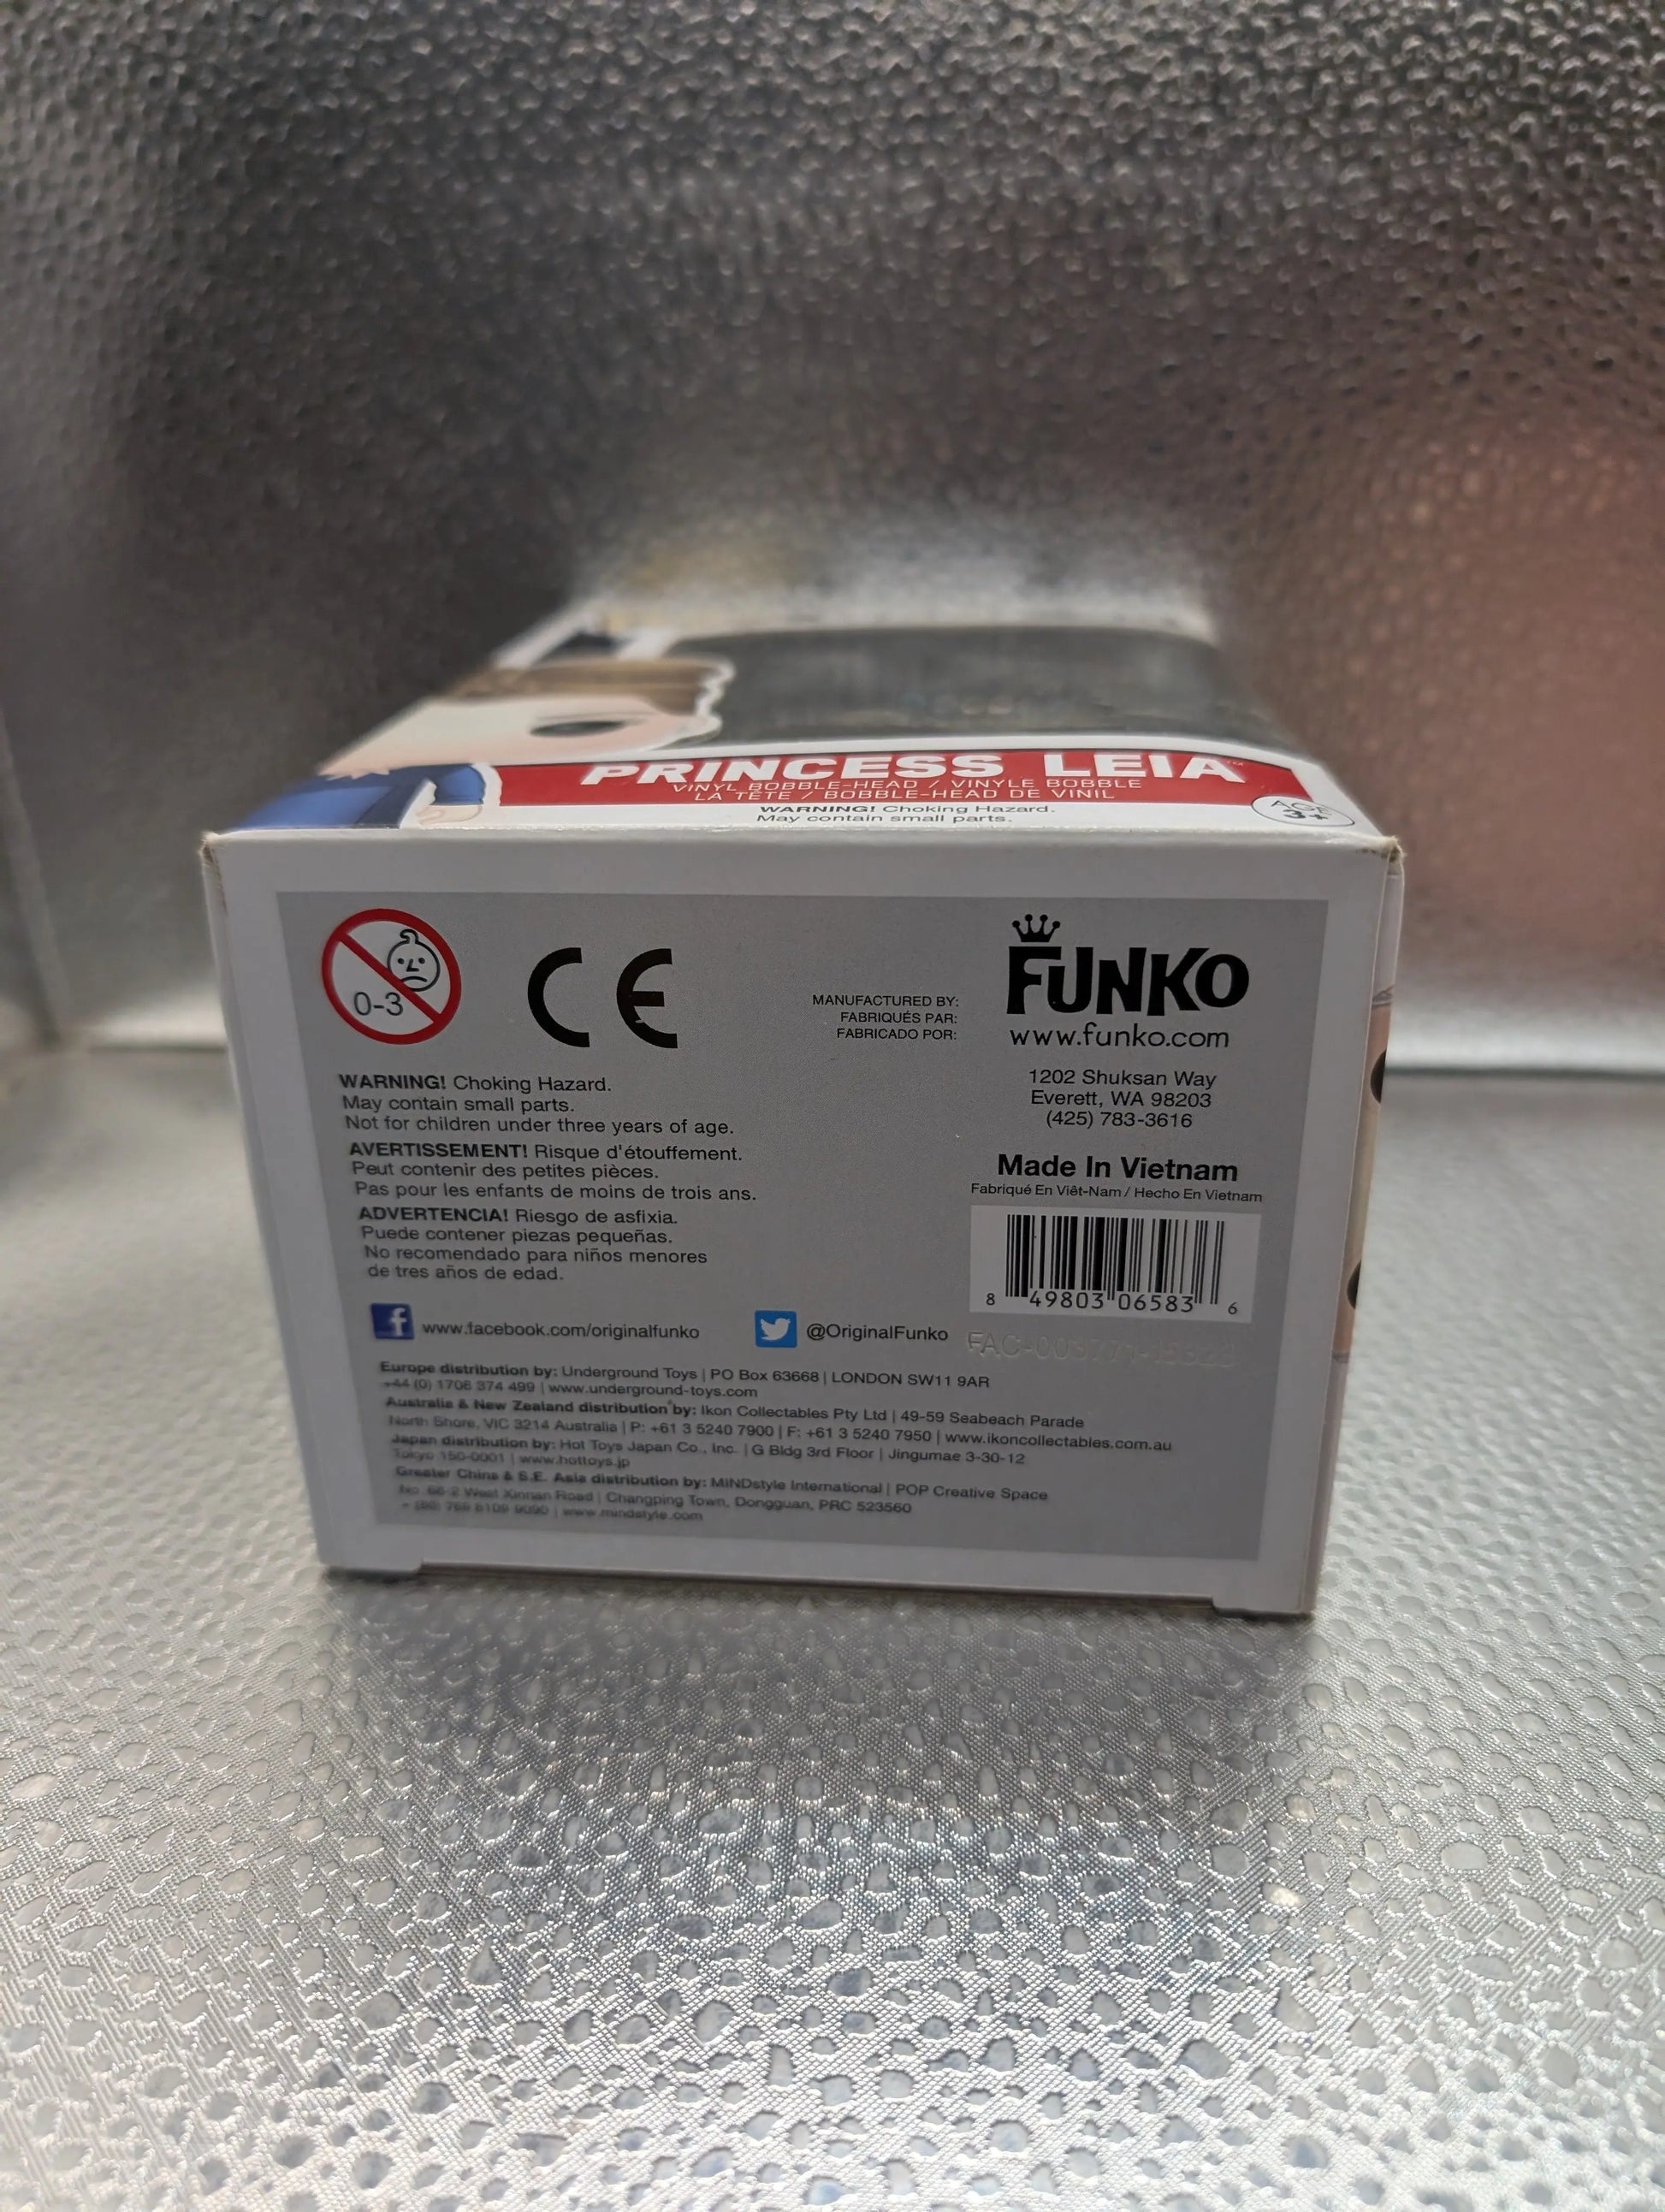 PRINCESS LEIA™
VINYL BOBBLE-HEAD / VINYLE BOBBLE
LA TÊTE / BOBBLE-HEAD DE VINIL
WARNING! Choking Hazard.
May contain small parts.
AGE
3+
0-3
CE
MANUFACTURED BY:
FABRIQUÉS PAR:
FABRICADO POR:
FUNKO
www.funko.com
1202 Shuksan Way
Everett, WA 98203
(425) 783-3616
Made In Vietnam
Fabriqué En Viêt-Nam / Hecho En Vietnam
8 49803 06583 6
WARNING! Choking Hazard.
May contain small parts.
Not for children under three years of age.
AVERTISSEMENT! Risque d'étouffement.
Peut contenir des petites pièces.
Pas pour les enfants de moins de trois ans.
ADVERTENCIA! Riesgo de asfixia.
Puede contener piezas pequeñas.
No recomendado para niños menores
de tres años de edad.
f www.facebook.com/originalfunko
@OriginalFunko
Europe distribution by: Underground Toys | PO Box 63668 | LONDON SW11 9AR
+44 (0) 1708 374 499 | www.underground-toys.com
Australia & New Zealand distribution by: Ikon Collectables Pty Ltd | 49-59 Seabeach Parade
North Shore, VIC 3214 Australia | P: +61 3 5240 7900 | F: +61 3 5240 7950 | www.ikoncollectables.com.au
Japan distribution by: Hot Toys Japan Co., Inc. | G Bldg 3rd Floor | Jingumae 3-30-12
Tokyo 150-0001 | www.hottoys.jp
Greater China & S.E. Asia distribution by: MINDstyle International | POP Creative Space
No. 66-2 West Xinnan Road | Changping Town, Dongguan, PRC 523560
www.mindstyle.com